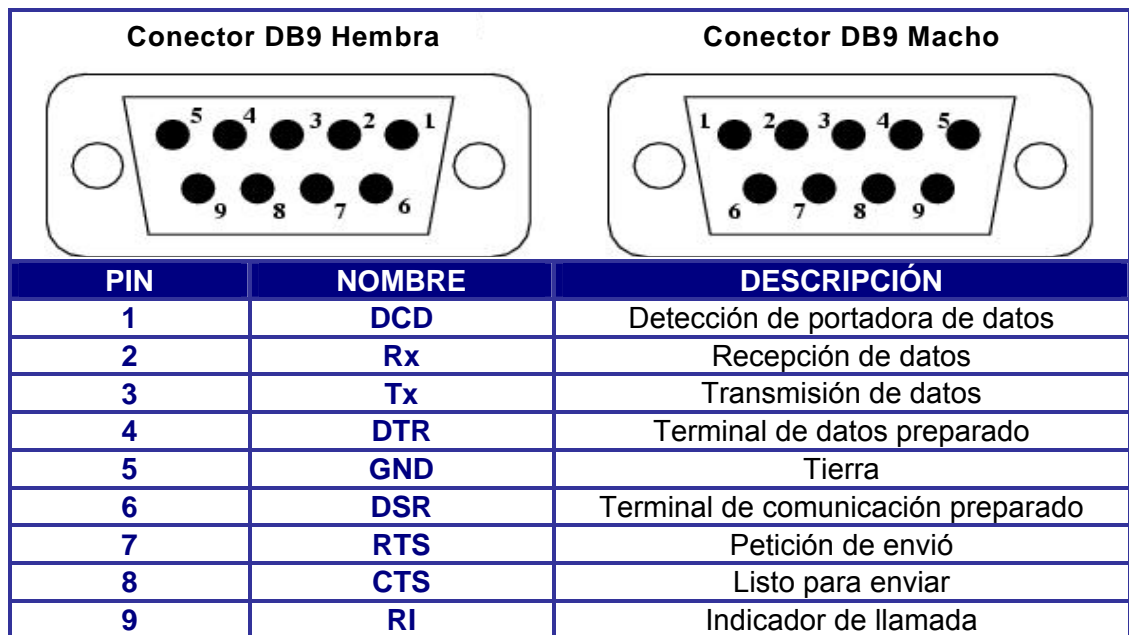 Conector DB9 Hembra Conector DB9 Macho
5 4 3 2 1 1 2 3 4 5
9 8 7 6 6 7 8 9
PIN NOMBRE DESCRIPCIÓN
1 DCD Detección de portadora de datos
2 Rx Recepción de datos
3 Tx Transmisión de datos
4 DTR Terminal de datos preparado
5 GND Tierra
6 DSR Terminal de comunicación preparado
7 RTS Petición de envió
8 CTS Listo para enviar
9 RI Indicador de llamada